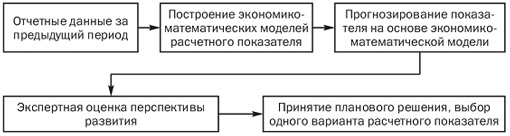 Отчетные данные за
предыдущий период
Построение экономико-
математических моделей
расчетного показателя
Прогнозирование показа-
теля на основе экономико-
математической модели
Экспертная оценка перспективы
развития
Принятие планового решения, выбор
одного варианта расчетного показателя